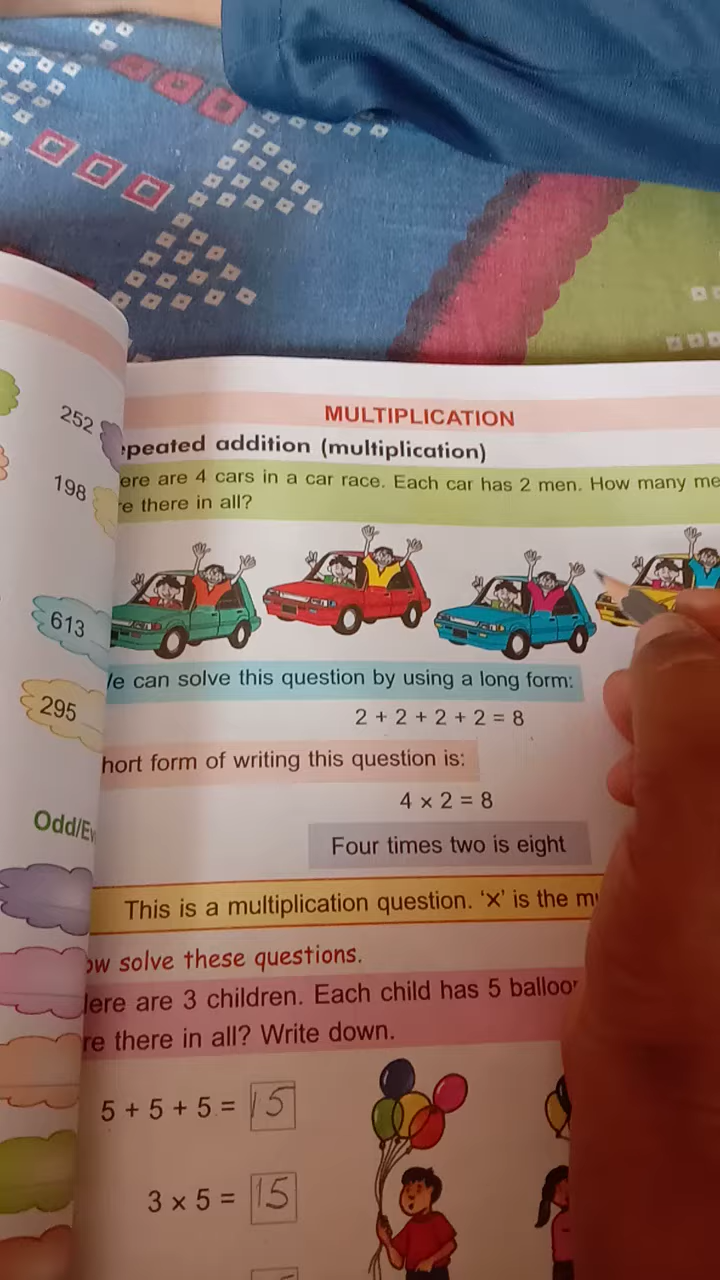 252
198
613
295
MULTIPLICATION
epeated addition (multiplication)
ere are 4 cars in a car race. Each car has 2 men. How many me
e there in all?
e can solve this question by using a long form:
2 + 2 + 2 + 2 = 8
hort form of writing this question is:
4 × 2 = 8
Four times two is eight
This is a multiplication question. ‘×’ is the m
ow solve these questions.
ere are 3 children. Each child has 5 balloo
re there in all? Write down.
5 + 5 + 5 = 15
3 × 5 = 15
Odd/Ev